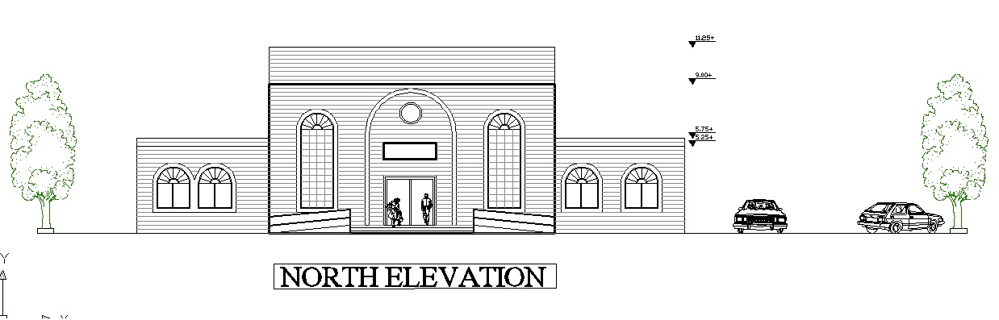 11.25+
9.00+
5.75+
5.25+
NORTH ELEVATION
Y
X